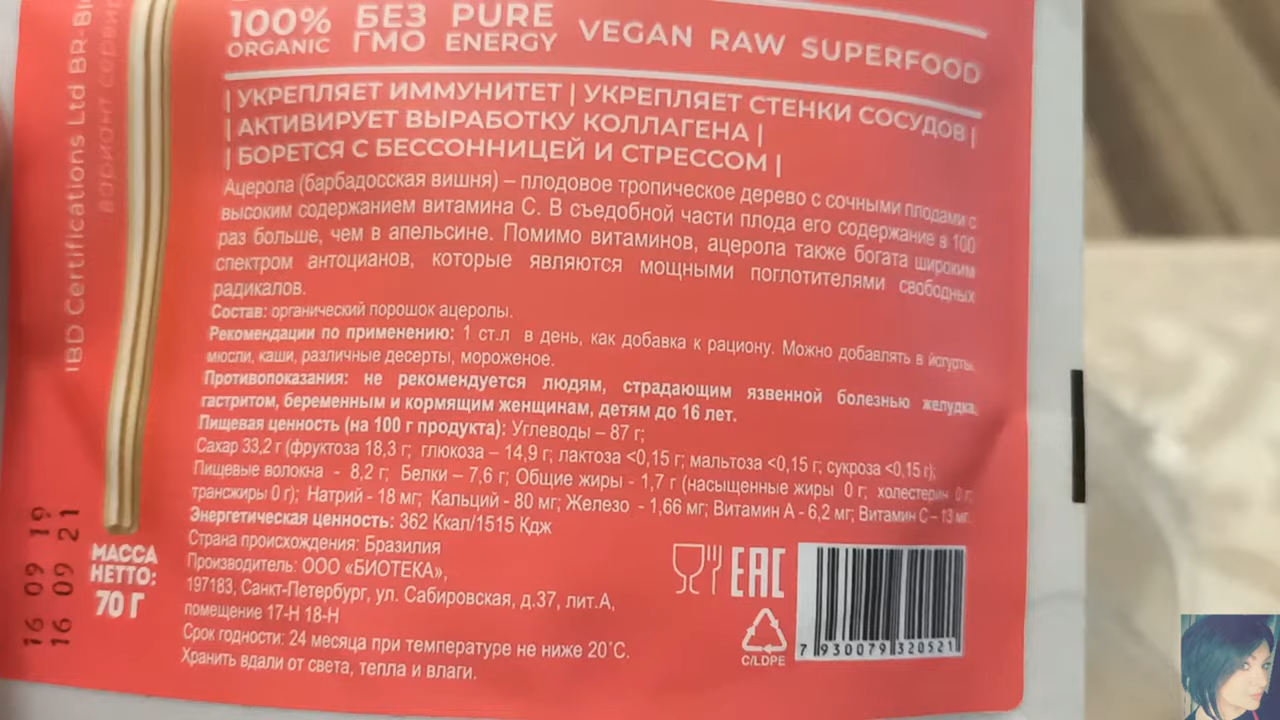 100% БЕЗ PURE VEGAN RAW SUPERFOOD
ORGANIC ГМО ENERGY
| УКРЕПЛЯЕТ ИММУНИТЕТ | УКРЕПЛЯЕТ СТЕНКИ СОСУДОВ |
| АКТИВИРУЕТ ВЫРАБОТКУ КОЛЛАГЕНА |
| БОРЕТСЯ С БЕССОННИЦЕЙ И СТРЕССОМ |
Ацерола (барбадосская вишня) – плодовое тропическое дерево с сочными плодами с
высоким содержанием витамина С. В съедобной части плода его содержание в 100
раз больше, чем в апельсине. Помимо витаминов, ацерола также богата широким
спектром антоцианов, которые являются мощными поглотителями свободных
радикалов.
Состав: органический порошок ацеролы.
Рекомендации по применению: 1 ст.л в день, как добавка к рациону. Можно добавлять в йогурты,
мюсли, каши, различные десерты, мороженое.
Противопоказания: не рекомендуется людям, страдающим язвенной болезнью желудка,
гастритом, беременным и кормящим женщинам, детям до 16 лет.
Пищевая ценность (на 100 г продукта): Углеводы – 87 г;
Сахар 33,2 г (фруктоза 18,3 г; глюкоза – 14,9 г; лактоза <0,15 г; мальтоза <0,15 г; сукроза <0,15 г);
Пищевые волокна - 8,2 г; Белки – 7,6 г; Общие жиры - 1,7 г (насыщенные жиры 0 г; холестерин 0 г;
трансжиры 0 г); Натрий - 18 мг; Кальций - 80 мг; Железо - 1,66 мг; Витамин А - 6,2 мг; Витамин С – 13 мг.
Энергетическая ценность: 362 Ккал/1515 Кдж
Страна происхождения: Бразилия
Производитель: ООО «БИОТЕКА»,
197183, Санкт-Петербург, ул. Сабировская, д.37, лит.А,
помещение 17-Н 18-Н
Срок годности: 24 месяца при температуре не ниже 20˚С.
Хранить вдали от света, тепла и влаги.
IBD Certifications Ltd BR-
МАССА
НЕТТО:
70 Г
16 09 19
16 09 21
EAC
C/LDPE
7 930079 320521